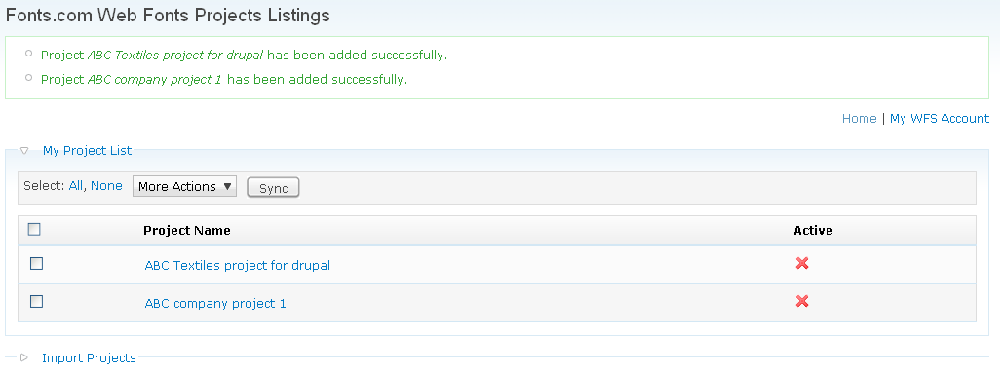 Fonts.com Web Fonts Projects Listings
Project ABC Textiles project for drupal has been added successfully.
Project ABC company project 1 has been added successfully.
Home | My WFS Account
My Project List
Select: All, None More Actions Sync
Project Name Active
ABC Textiles project for drupal
ABC company project 1
Import Projects